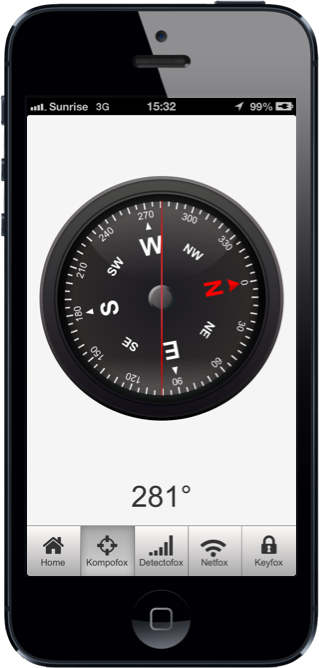 Sunrise 3G 15:32 99%
270
300
240
W
NW
330
210
SW
N
0
S
180
NE
30
SE
E
150
60
120
90
281°
Home Kompofox Detectofox Netfox Keyfox